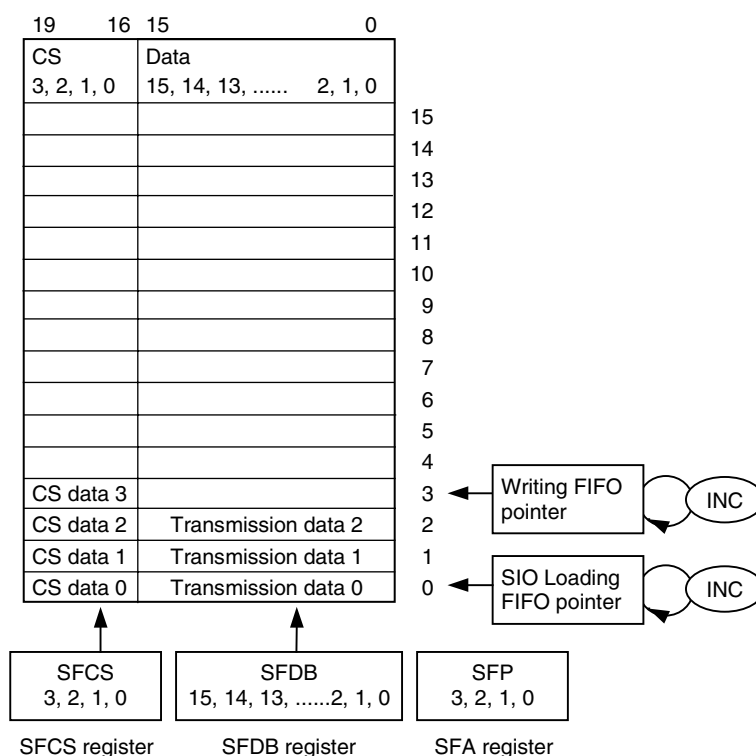 19 16 15 0
CS Data
3, 2, 1, 0 15, 14, 13, ...... 2, 1, 0
15
14
13
12
11
10
9
8
7
6
5
4
CS data 3 3 Writing FIFO pointer INC
CS data 2 Transmission data 2 2
CS data 1 Transmission data 1 1
CS data 0 Transmission data 0 0 SIO Loading FIFO pointer INC
SFCS SFDB SFP
3, 2, 1, 0 15, 14, 13, ......2, 1, 0 3, 2, 1, 0
SFCS register SFDB register SFA register